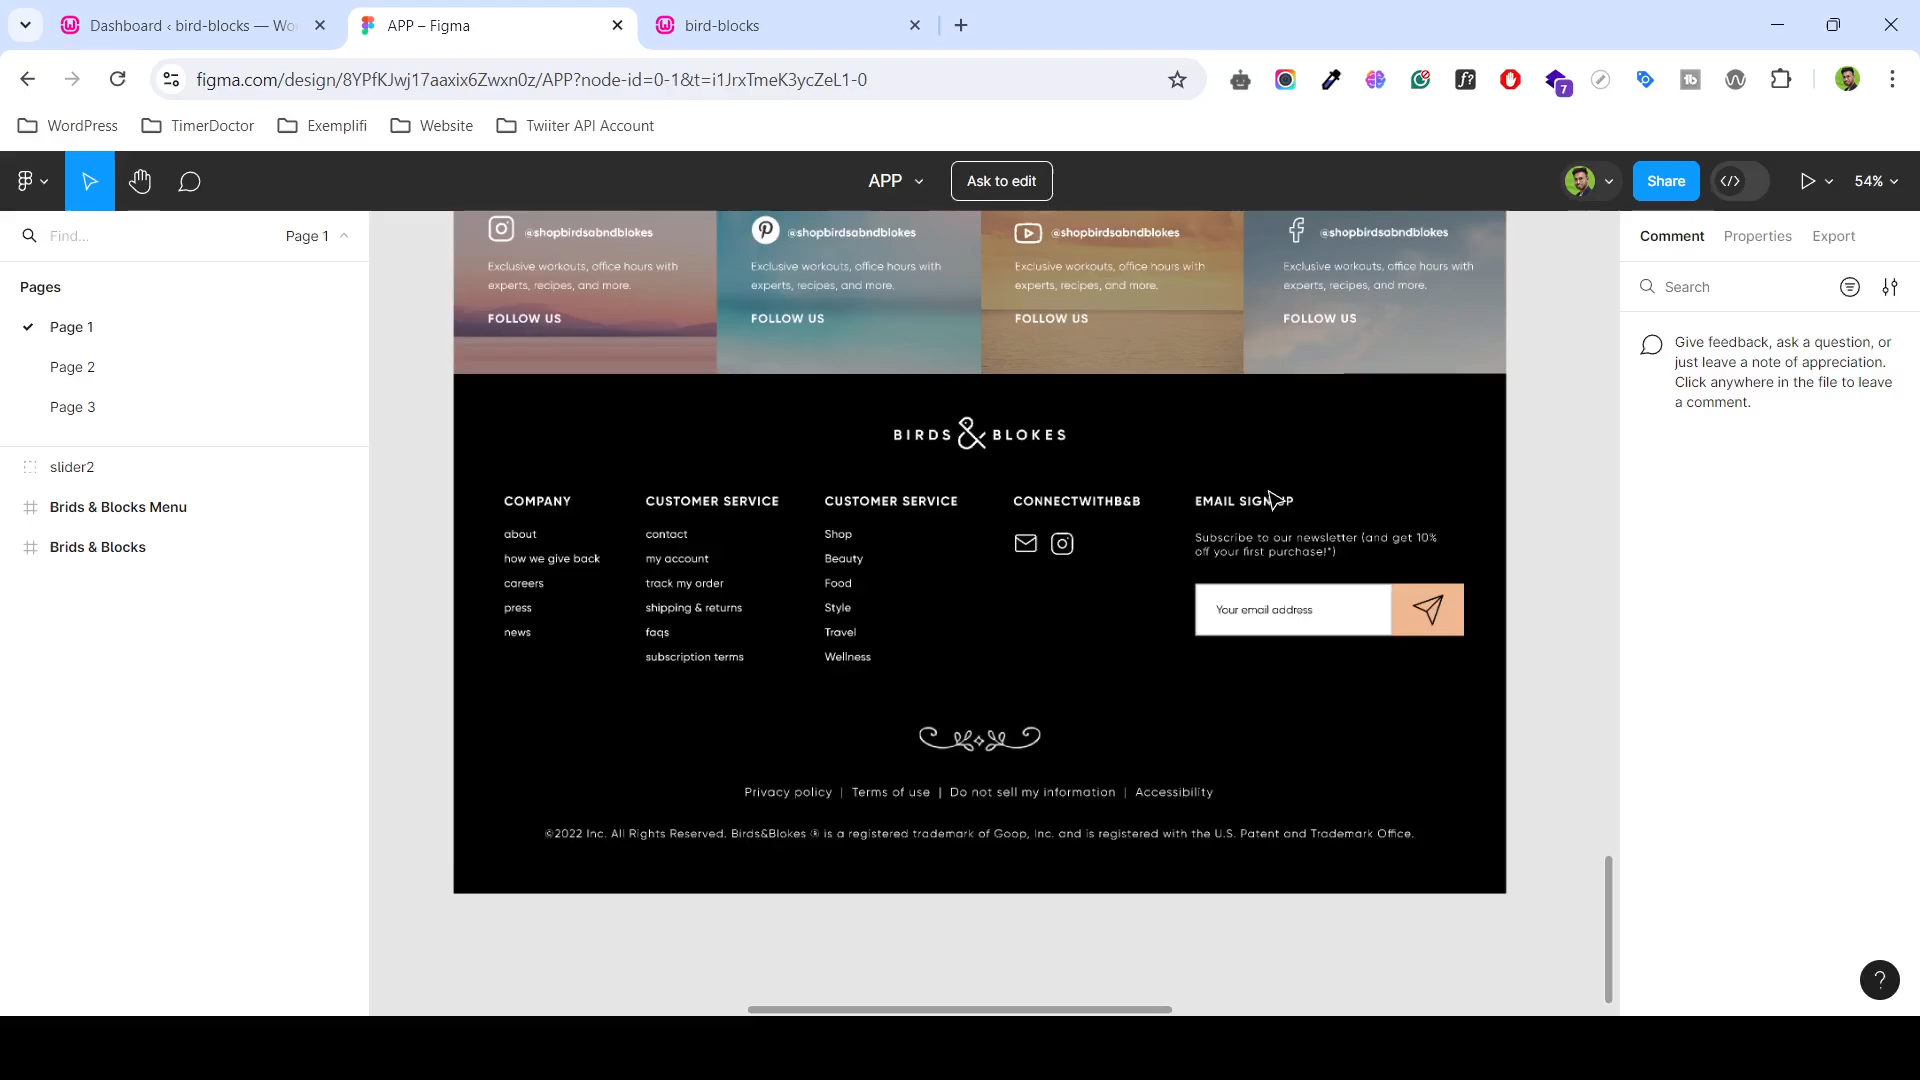 Dashboard ‹ bird-blocks — Wo
APP – Figma
bird-blocks
figma.com/design/8YPfKJwj17aaxix6Zwxn0z/APP?node-id=0-1&t=i1JrxTmeK3ycZeL1-0
7
WordPress
TimerDoctor
Exemplifi
Website
Twiiter API Account
APP
Ask to edit
Share
54%
Find...
Page 1
Pages
Page 1
Page 2
Page 3
slider2
Brids & Blocks Menu
Brids & Blocks
Comment
Properties
Export
Search
Give feedback, ask a question, or
just leave a note of appreciation.
Click anywhere in the file to leave
a comment.
@shopbirdsabndblokes
@shopbirdsabndblokes
@shopbirdsabndblokes
@shopbirdsabndblokes
Exclusive workouts, office hours with
experts, recipes, and more.
Exclusive workouts, office hours with
experts, recipes, and more.
Exclusive workouts, office hours with
experts, recipes, and more.
Exclusive workouts, office hours with
experts, recipes, and more.
FOLLOW US
FOLLOW US
FOLLOW US
FOLLOW US
BIRDS & BLOKES
COMPANY
about
how we give back
careers
press
news
CUSTOMER SERVICE
contact
my account
track my order
shipping & returns
faqs
subscription terms
CUSTOMER SERVICE
Shop
Beauty
Food
Style
Travel
Wellness
CONNECTWITHB&B
EMAIL SIGNUP
Subscribe to our newsletter (and get 10%
off your first purchase!*)
Your email address
Privacy policy | Terms of use | Do not sell my information | Accessibility
©2022 Inc. All Rights Reserved. Birds&Blokes ® is a registered trademark of Goop, Inc. and is registered with the U.S. Patent and Trademark Office.
?